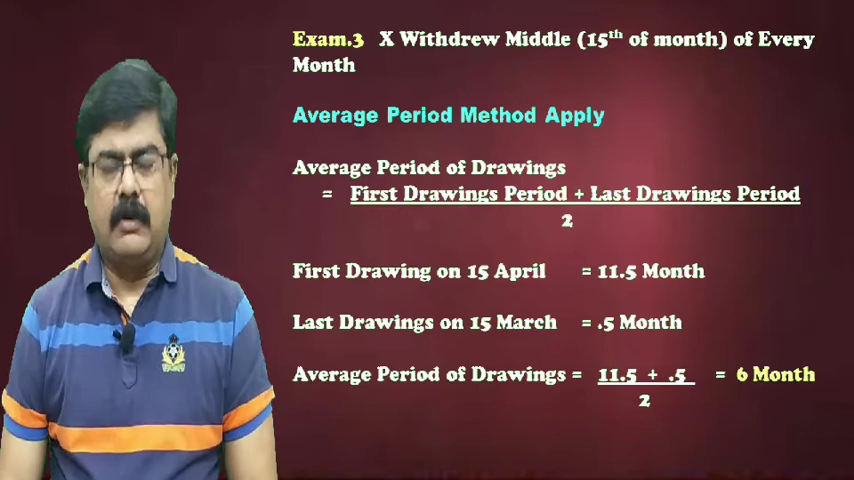 Exam.3 X Withdrew Middle (15th of month) of Every
Month
Average Period Method Apply
Average Period of Drawings
= First Drawings Period + Last Drawings Period
2
First Drawing on 15 April = 11.5 Month
Last Drawings on 15 March = .5 Month
Average Period of Drawings = 11.5 + .5 = 6 Month
2